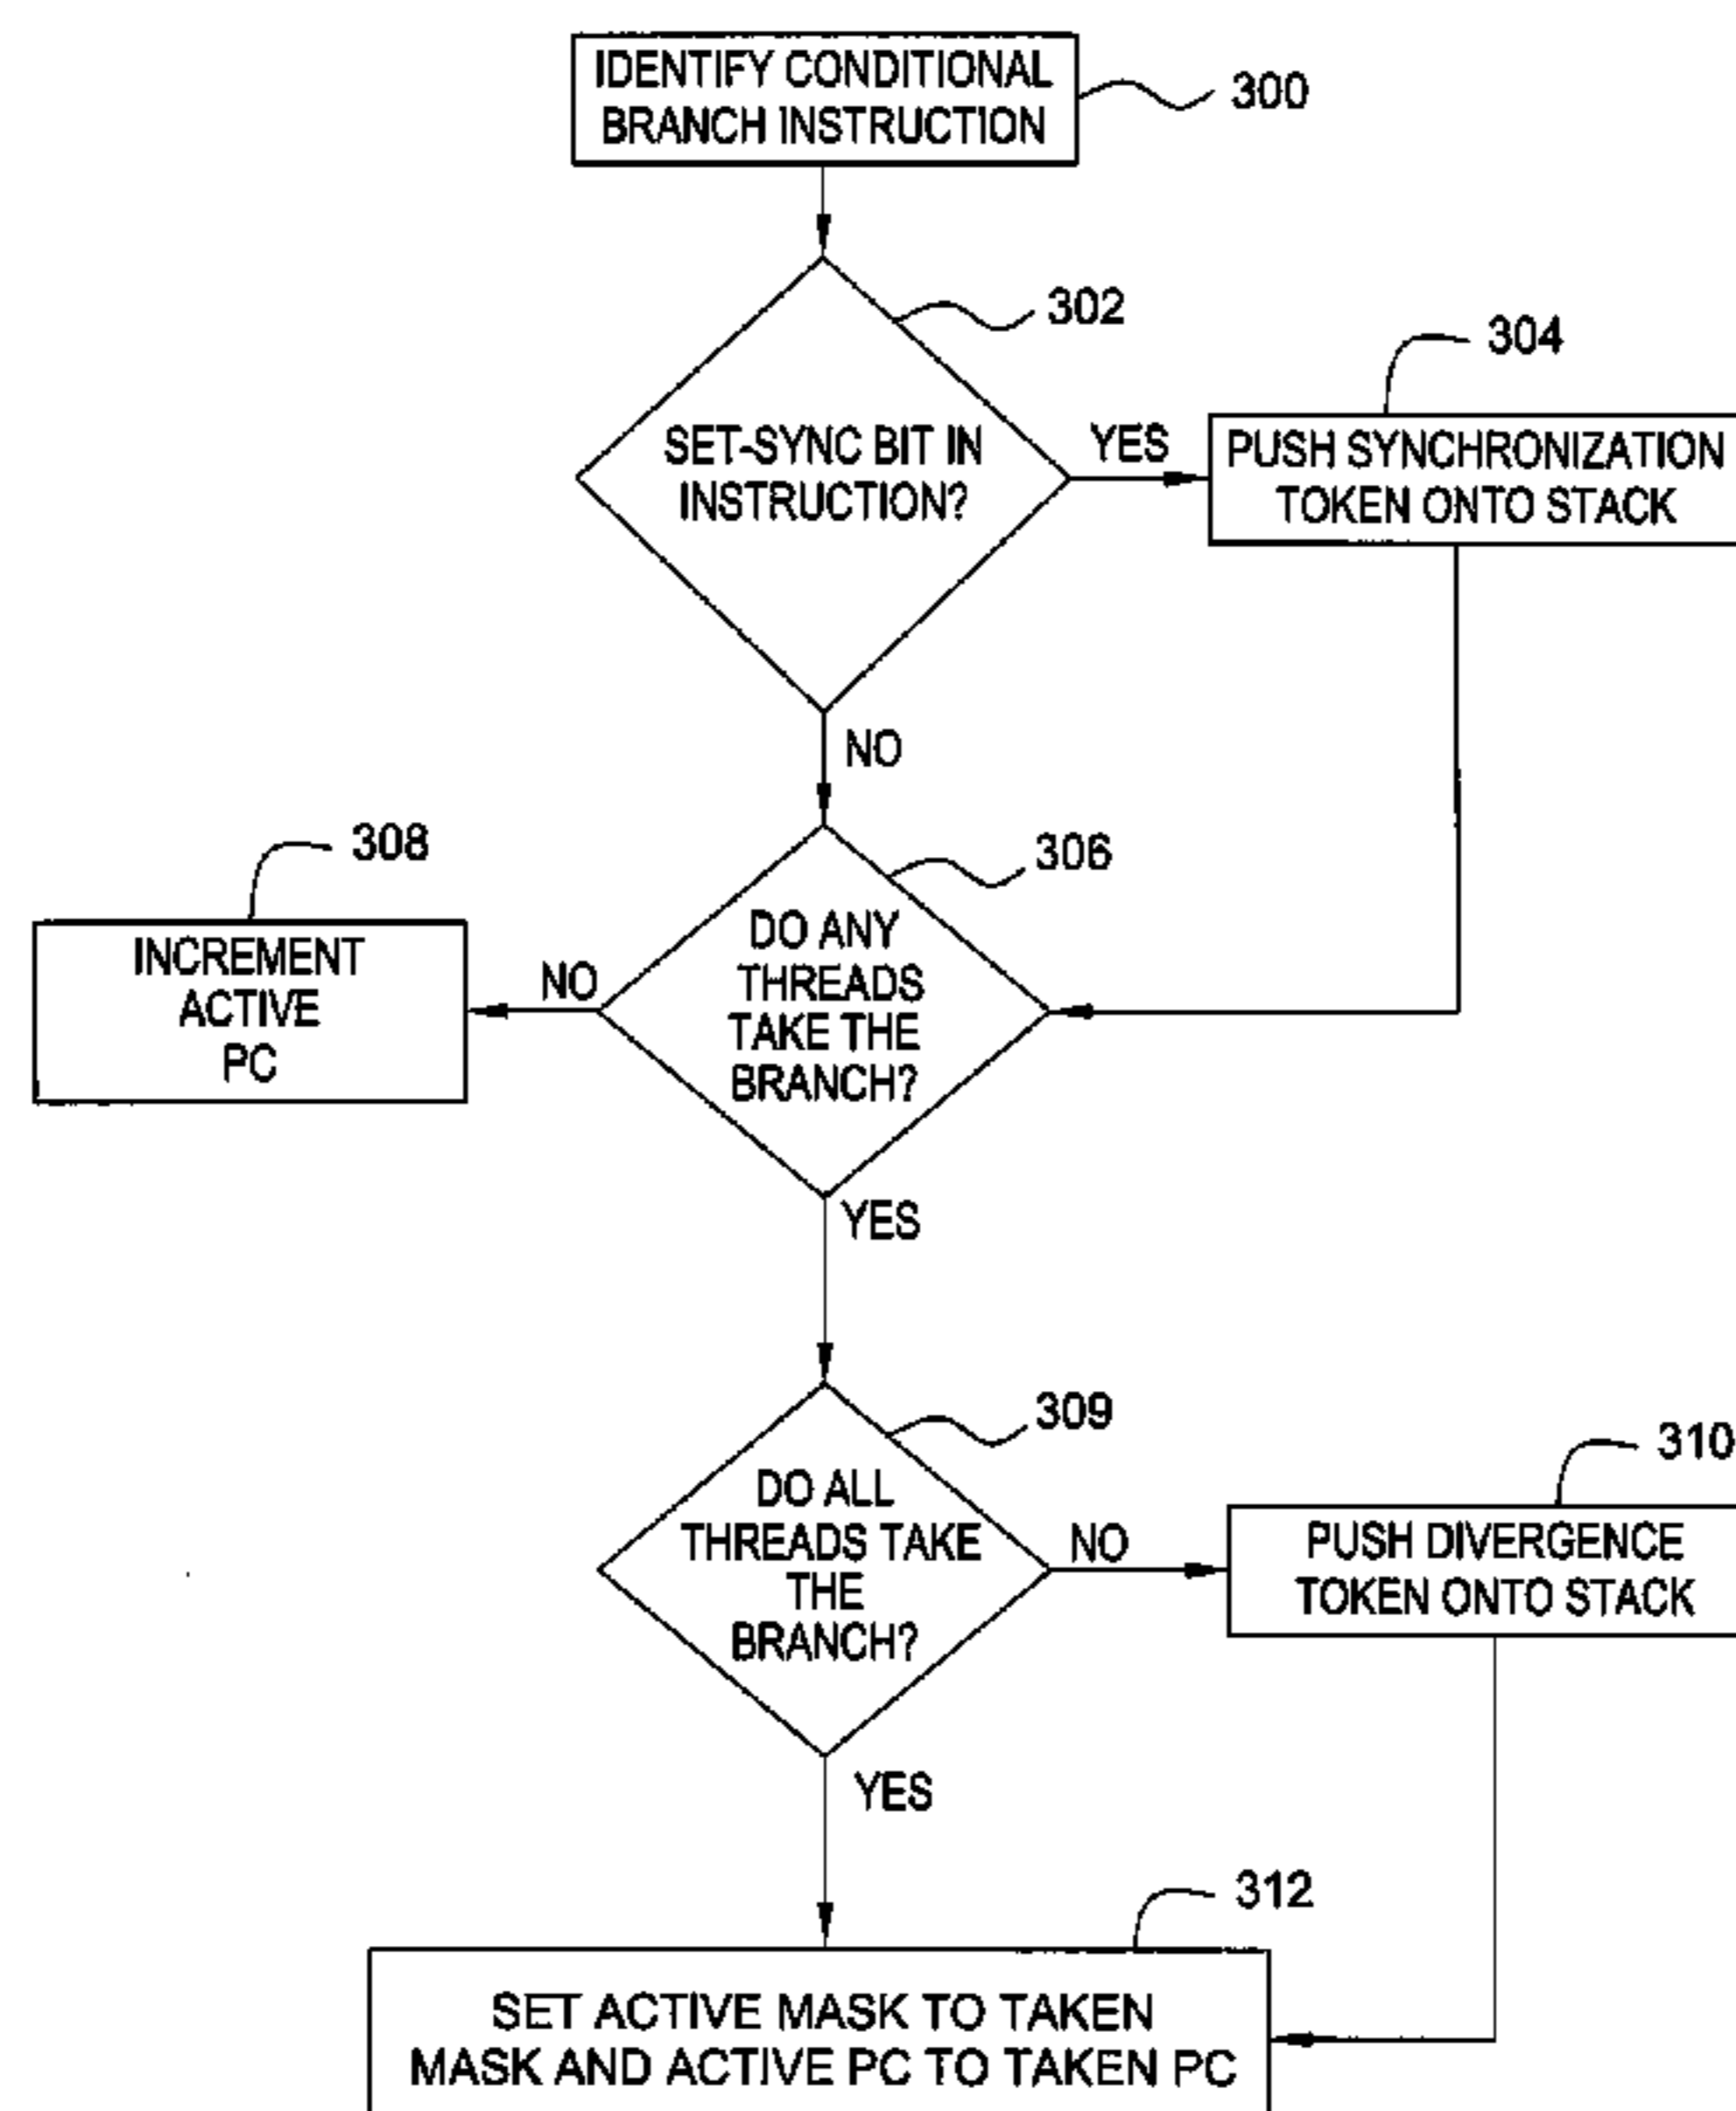 IDENTIFY CONDITIONAL
BRANCH INSTRUCTION
300
302
SET-SYNC BIT IN
INSTRUCTION?
YES
304
PUSH SYNCHRONIZATION
TOKEN ONTO STACK
NO
306
DO ANY
THREADS
TAKE THE
BRANCH?
NO
308
INCREMENT
ACTIVE
PC
YES
309
DO ALL
THREADS TAKE
THE
BRANCH?
NO
310
PUSH DIVERGENCE
TOKEN ONTO STACK
YES
312
SET ACTIVE MASK TO TAKEN
MASK AND ACTIVE PC TO TAKEN PC